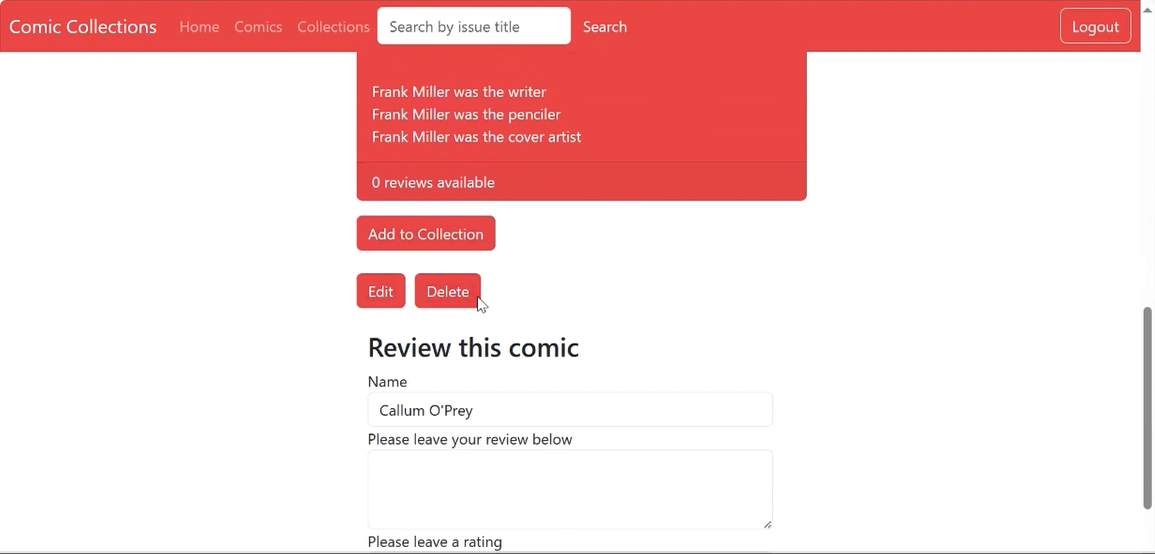 Comic Collections Home Comics Collections Search by issue title Search Logout
Frank Miller was the writer
Frank Miller was the penciler
Frank Miller was the cover artist
0 reviews available
Add to Collection
Edit Delete
Review this comic
Name
Callum O'Prey
Please leave your review below
Please leave a rating